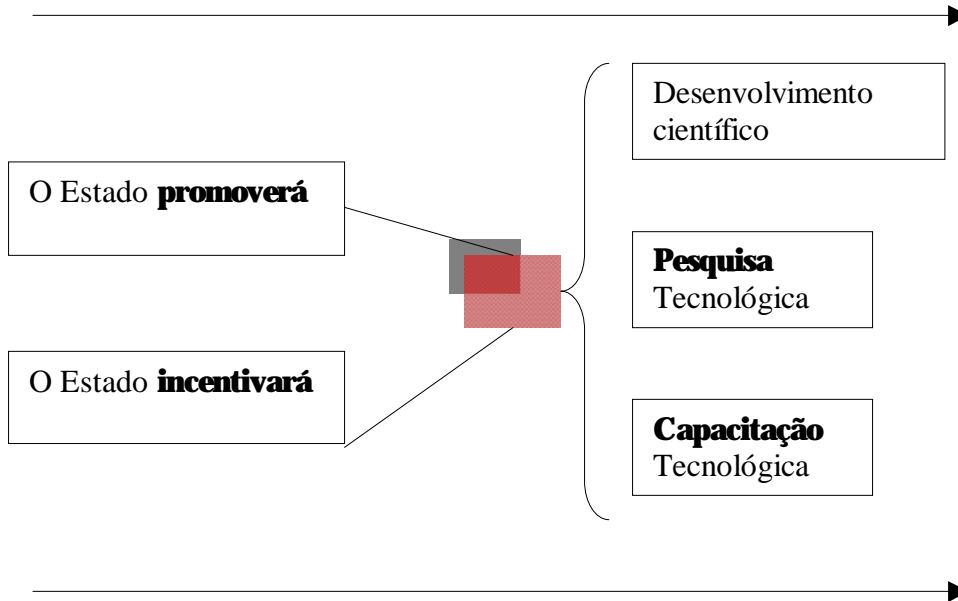 Desenvolvimento
científico
O Estado promoverá
Pesquisa
Tecnológica
O Estado incentivará
Capacitação
Tecnológica